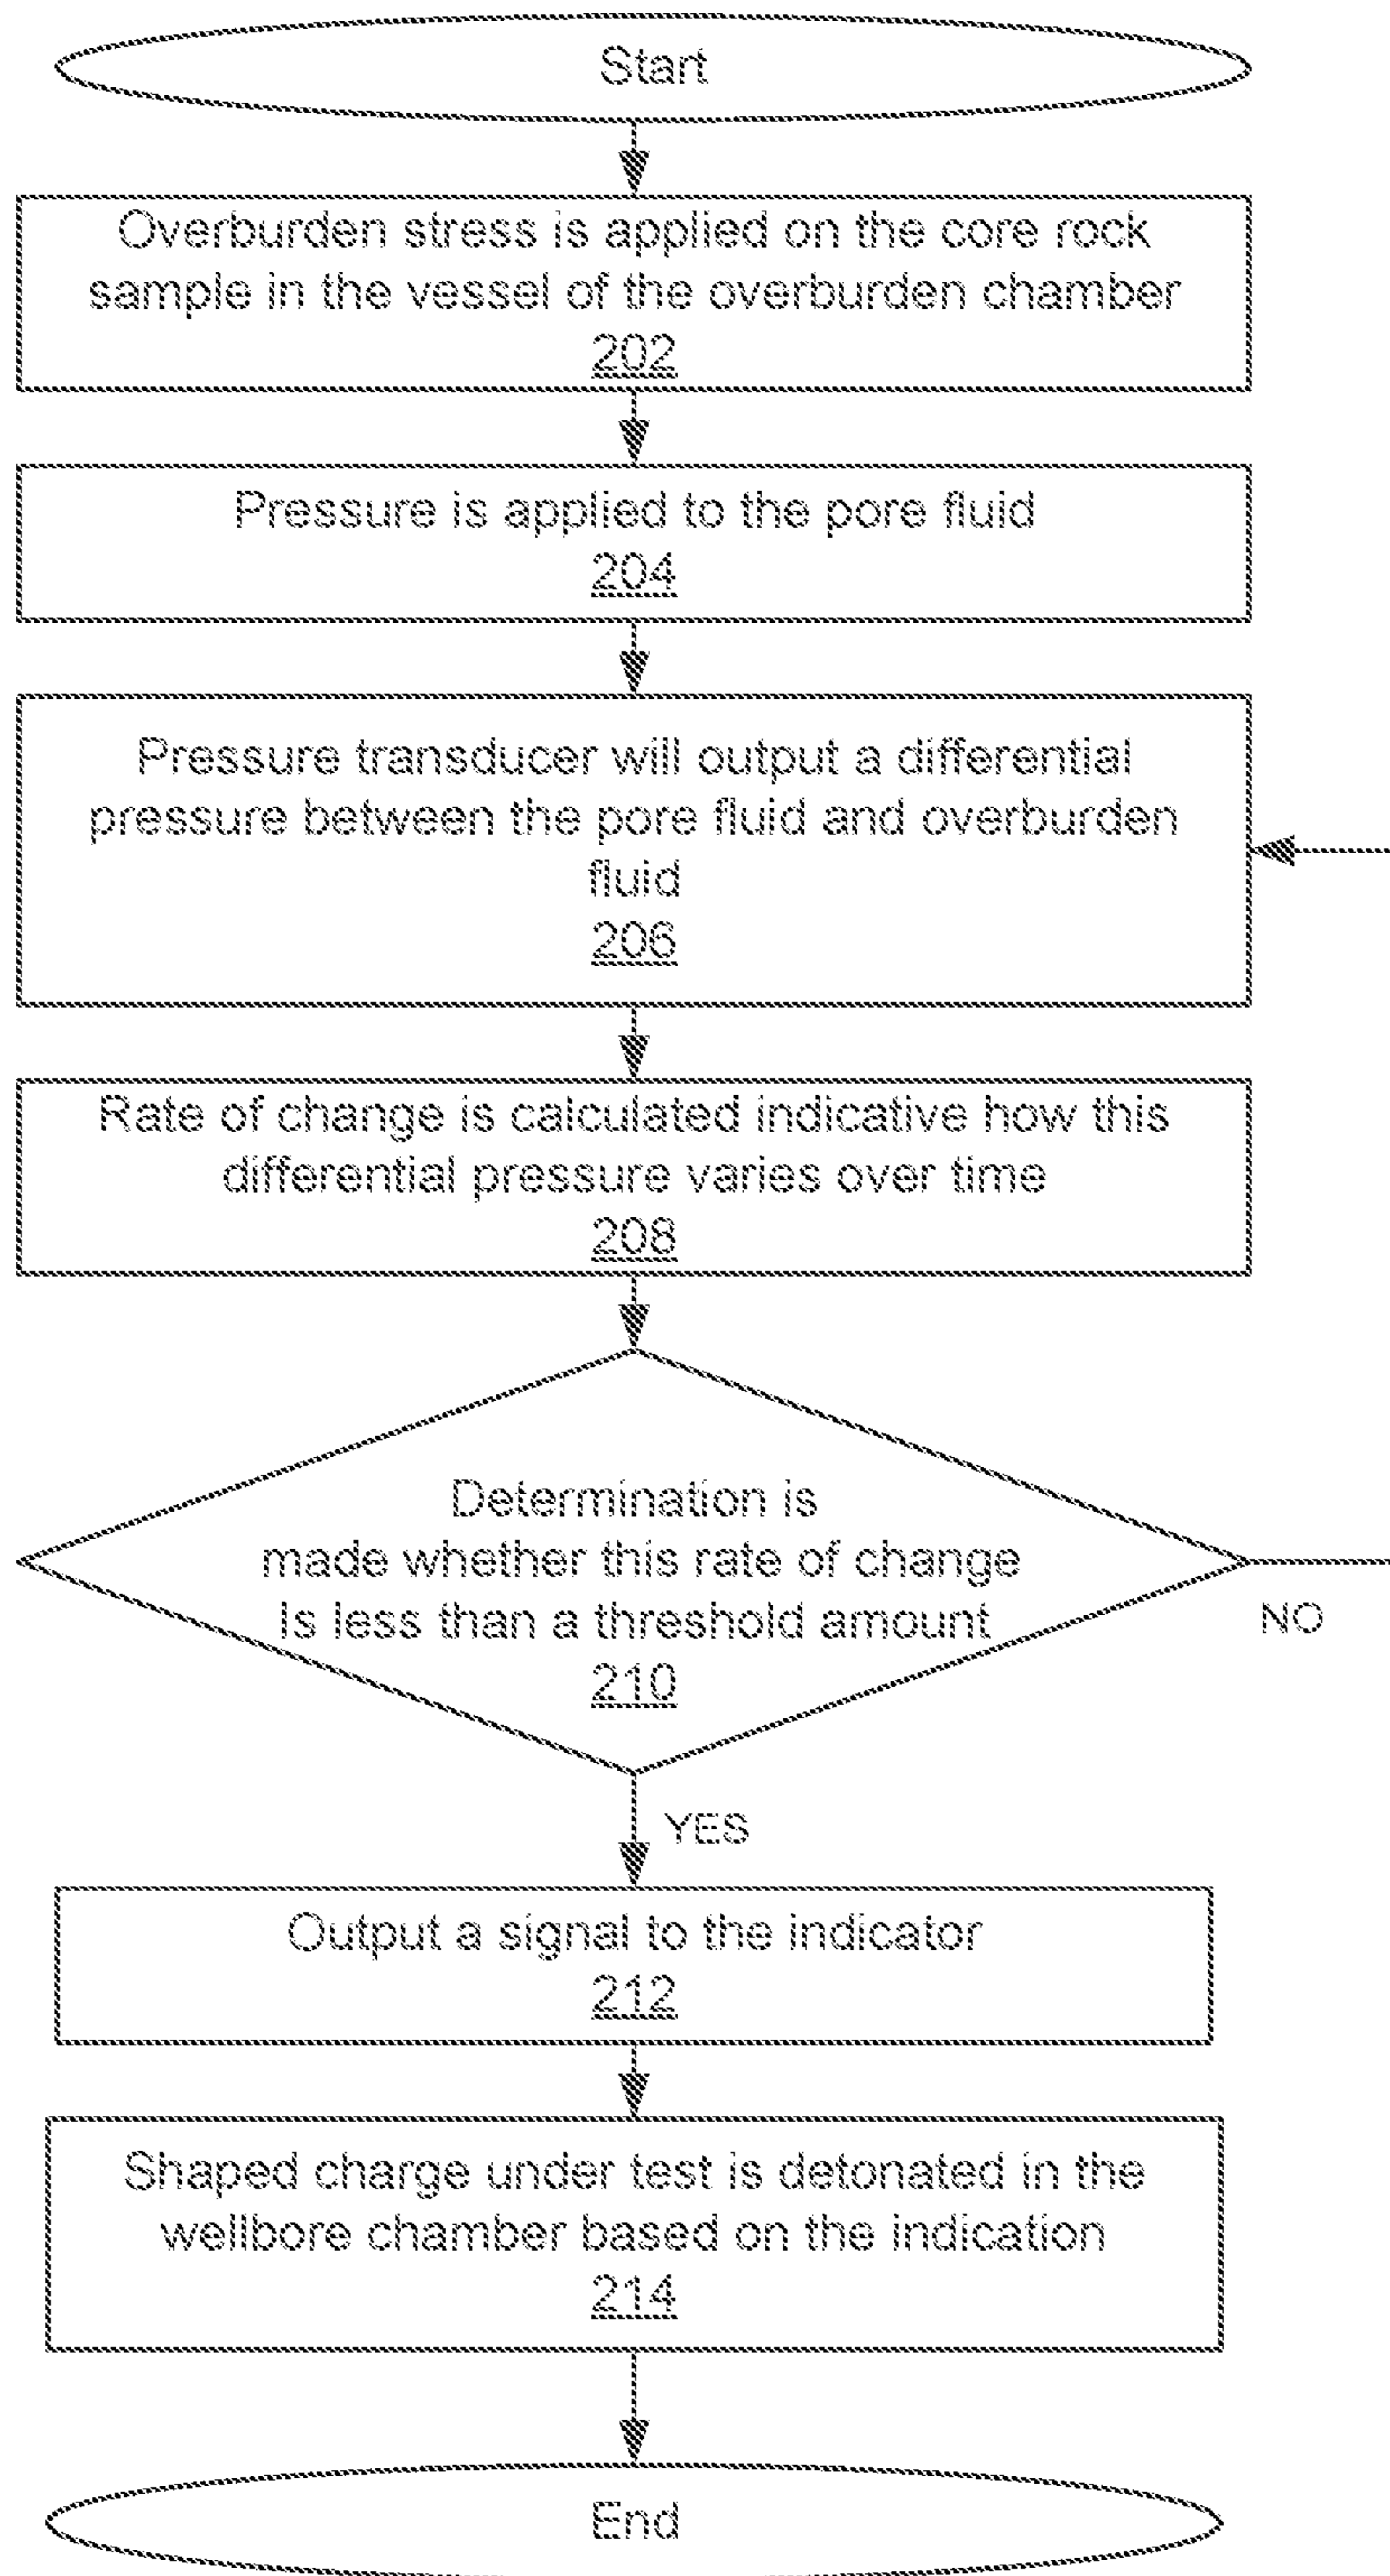 Start
Overburden stress is applied on the core rock
sample in the vessel of the overburden chamber
202
Pressure is applied to the pore fluid
204
Pressure transducer will output a differential
pressure between the pore fluid and overburden
fluid
206
Rate of change is calculated indicative how this
differential pressure varies over time
208
Determination is
made whether this rate of change
Is less than a threshold amount
210
NO
YES
Output a signal to the indicator
212
Shaped charge under test is detonated in the
wellbore chamber based on the indication
214
End